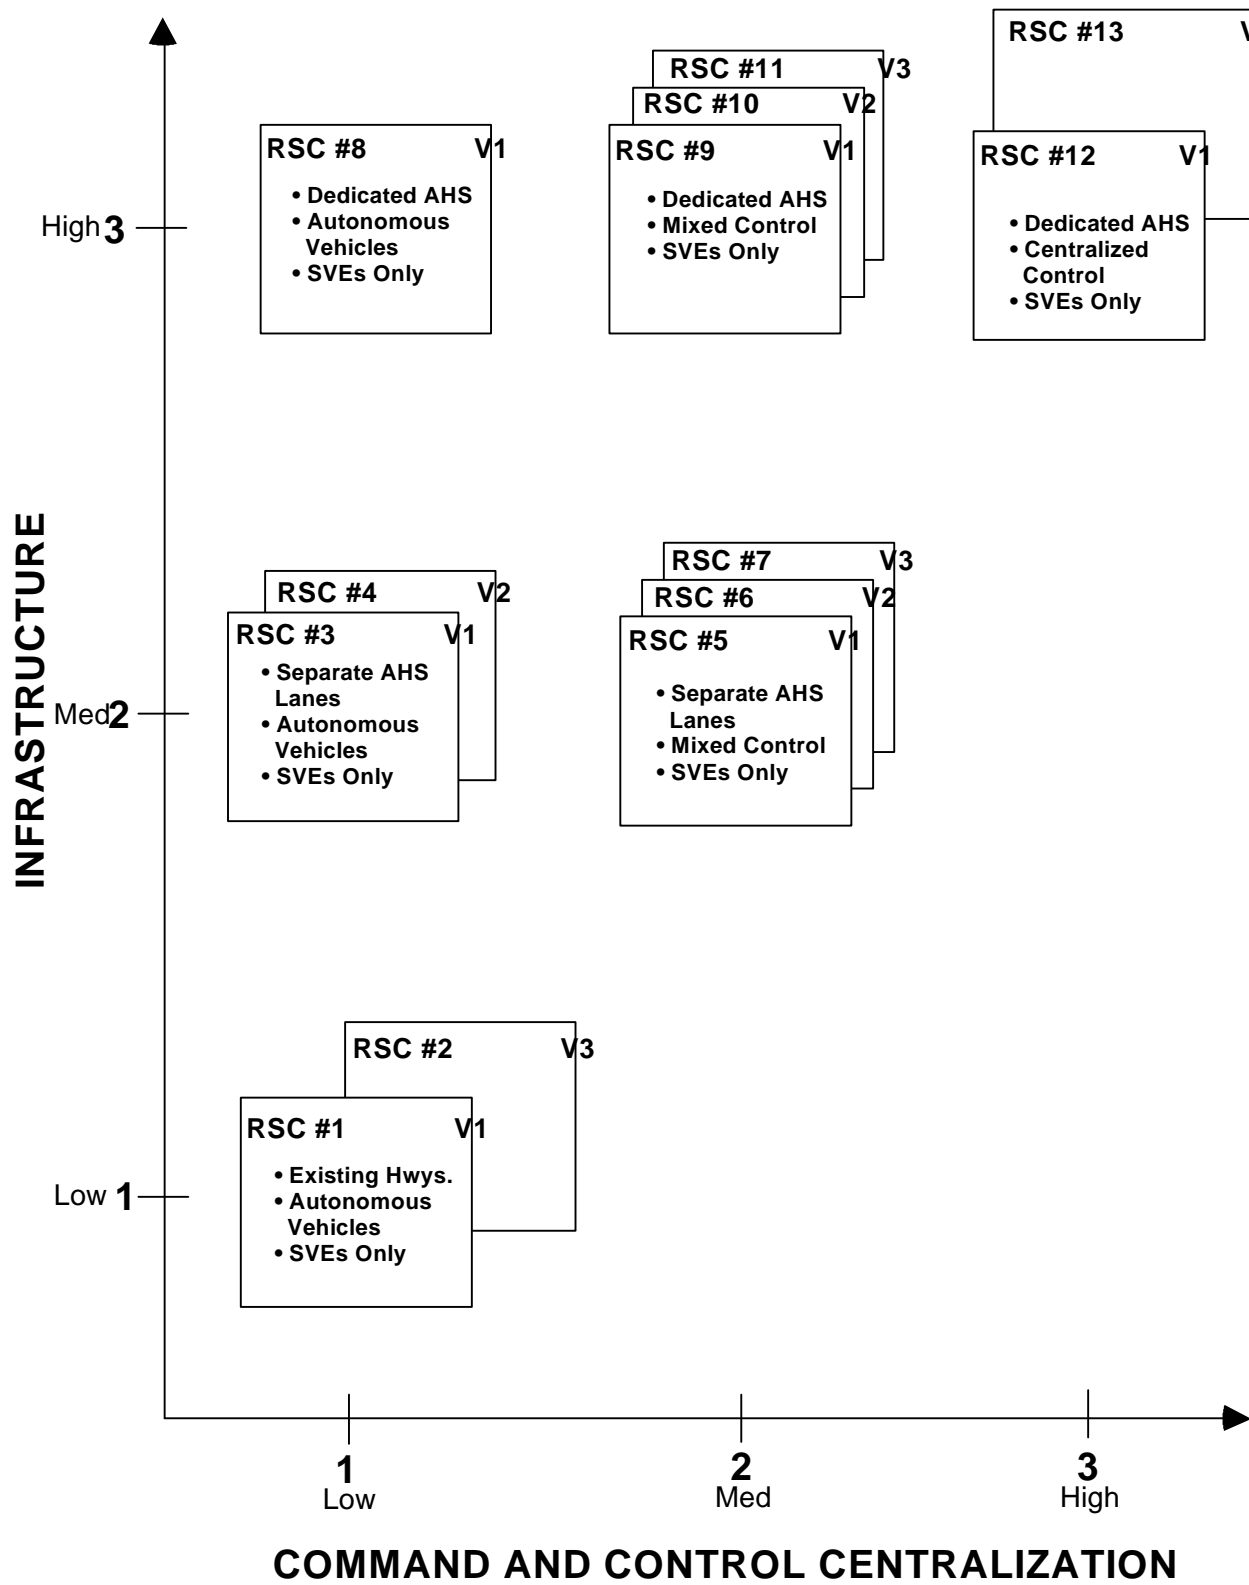 RSC #13 V
RSC #11 V3
RSC #10 V2
RSC #8 V1
RSC #9 V1
RSC #12 V1
• Dedicated AHS
• Autonomous
Vehicles
• SVEs Only
• Dedicated AHS
• Mixed Control
• SVEs Only
• Dedicated AHS
• Centralized
Control
• SVEs Only
High 3
RSC #7 V3
RSC #4 V2
RSC #6 V2
RSC #3 V1
RSC #5 V1
• Separate AHS
Lanes
• Autonomous
Vehicles
• SVEs Only
• Separate AHS
Lanes
• Mixed Control
• SVEs Only
Med 2
INFRASTRUCTURE
RSC #2 V3
RSC #1 V1
• Existing Hwys.
• Autonomous
Vehicles
• SVEs Only
Low 1
1
Low
2
Med
3
High
COMMAND AND CONTROL CENTRALIZATION